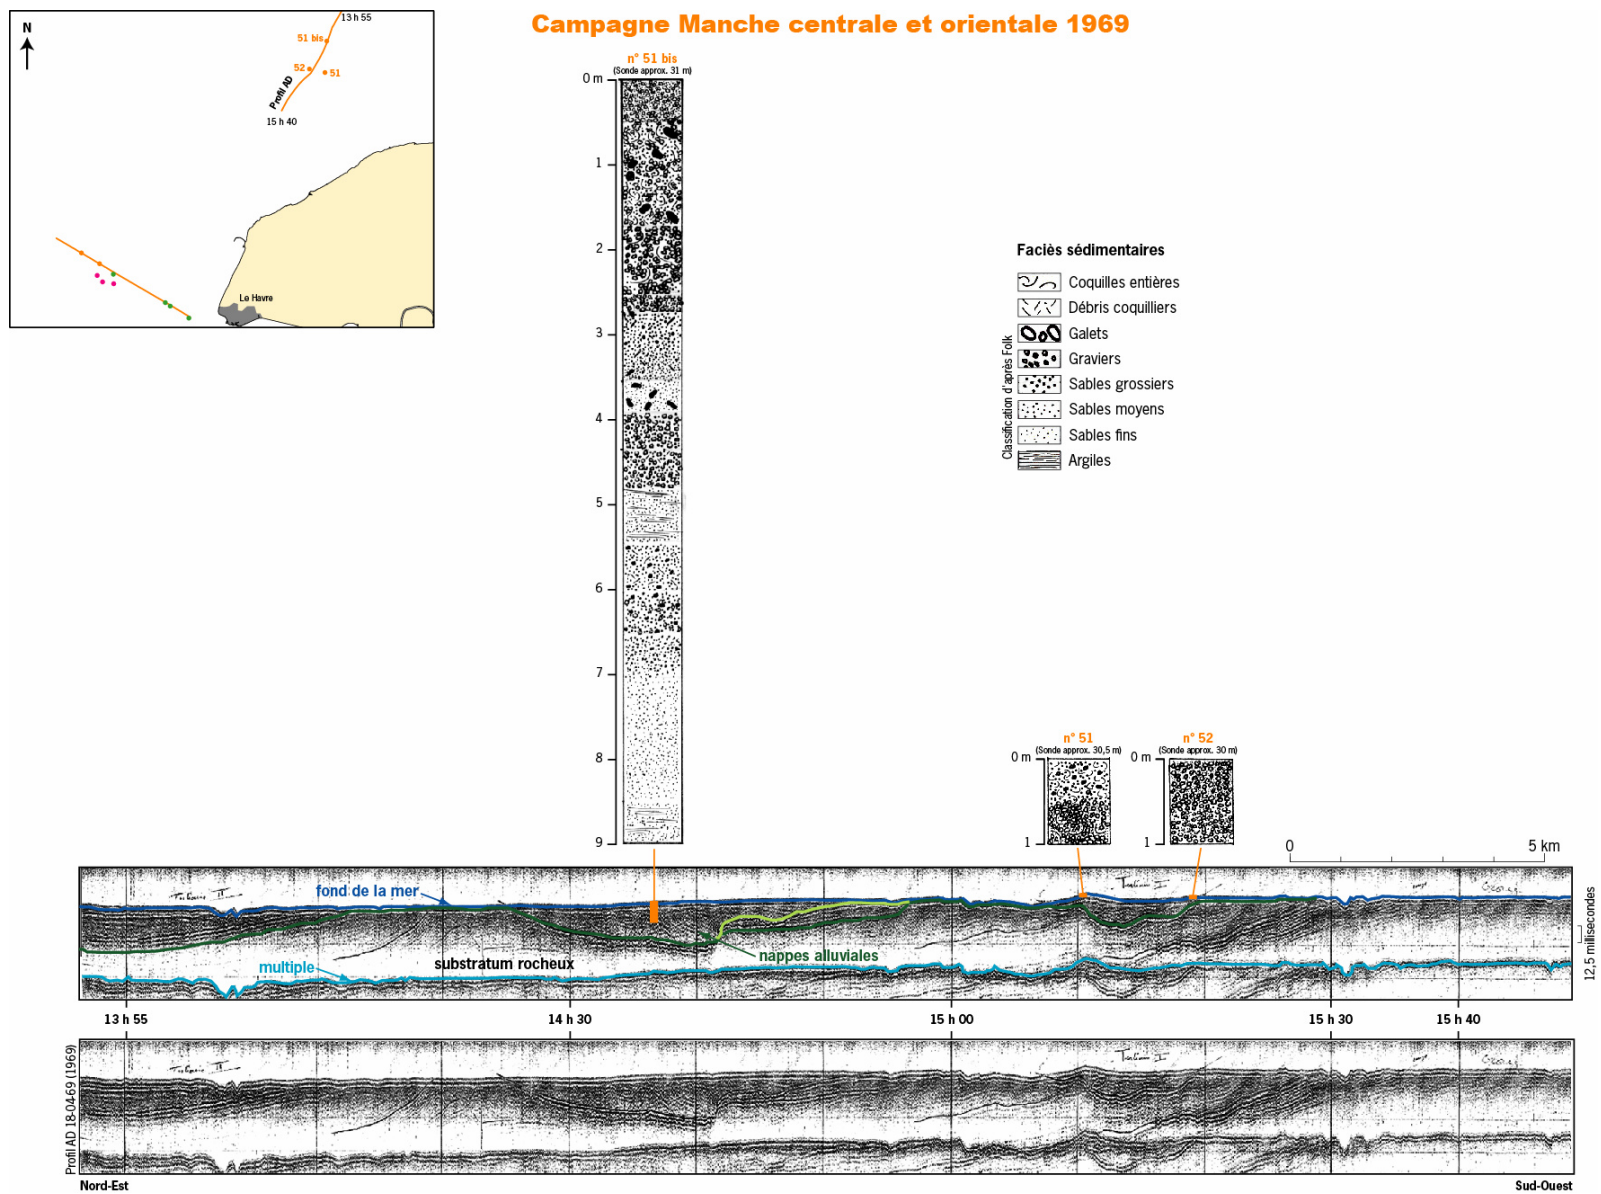 Campagne Manche centrale et orientale 1969
N
13 h 55
51 bis
52
51
Profil AD
15 h 40
Le Havre
n° 51 bis
(Sonde approx. 31 m)
0 m
1
2
3
4
5
6
7
8
9
Faciès sédimentaires
Classification d'après Folk
Coquilles entières
Débris coquilliers
Galets
Graviers
Sables grossiers
Sables moyens
Sables fins
Argiles
n° 51
(Sonde approx. 30,5 m)
0 m
1
n° 52
(Sonde approx. 30 m)
0 m
1
0
5 km
fond de la mer
multiple
substratum rocheux
nappes alluviales
12,5 millisecondes
13 h 55
14 h 30
15 h 00
15 h 30
15 h 40
Profil AD 18-04-69 (1969)
Nord-Est
Sud-Ouest